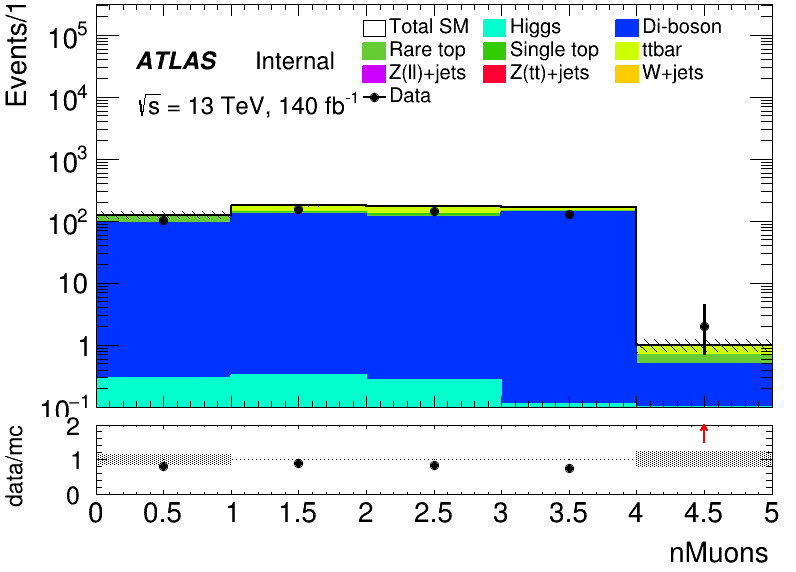 Events/1
Total SM Higgs Di-boson
ATLAS Internal Rare top Single top ttbar
Z(ll)+jets Z(tt)+jets W+jets
√s = 13 TeV, 140 fb⁻¹ Data
10⁵
10⁴
10³
10²
10
1
10⁻¹
data/mc
2
1
0
0 0.5 1 1.5 2 2.5 3 3.5 4 4.5 5
nMuons